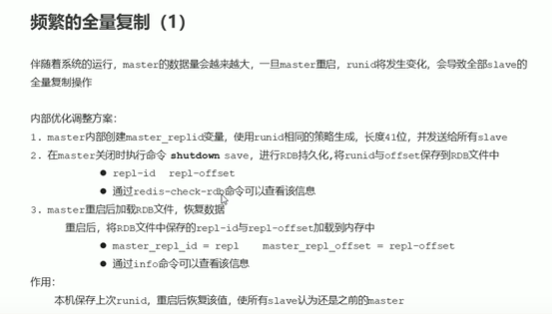 频繁的全量复制（1）
伴随着系统的运行，master的数据量会越来越大，一旦master重启，runid将发生变化，会导致全部slave的
全量复制操作
内部优化调整方案：
1. master内部创建master_replid变量，使用runid相同的策略生成，长度41位，并发送给所有slave
2. 在master关闭时执行命令 shutdown save，进行RDB持久化,将runid与offset保存到RDB文件中
● repl-id repl-offset
● 通过redis-check-rdb命令可以查看该信息
3. master重启后加载RDB文件，恢复数据
重启后，将RDB文件中保存的repl-id与repl-offset加载到内存中
● master_repl_id = repl master_repl_offset = repl-offset
● 通过info命令可以查看该信息
作用：
本机保存上次runid，重启后恢复该值，使所有slave认为还是之前的master